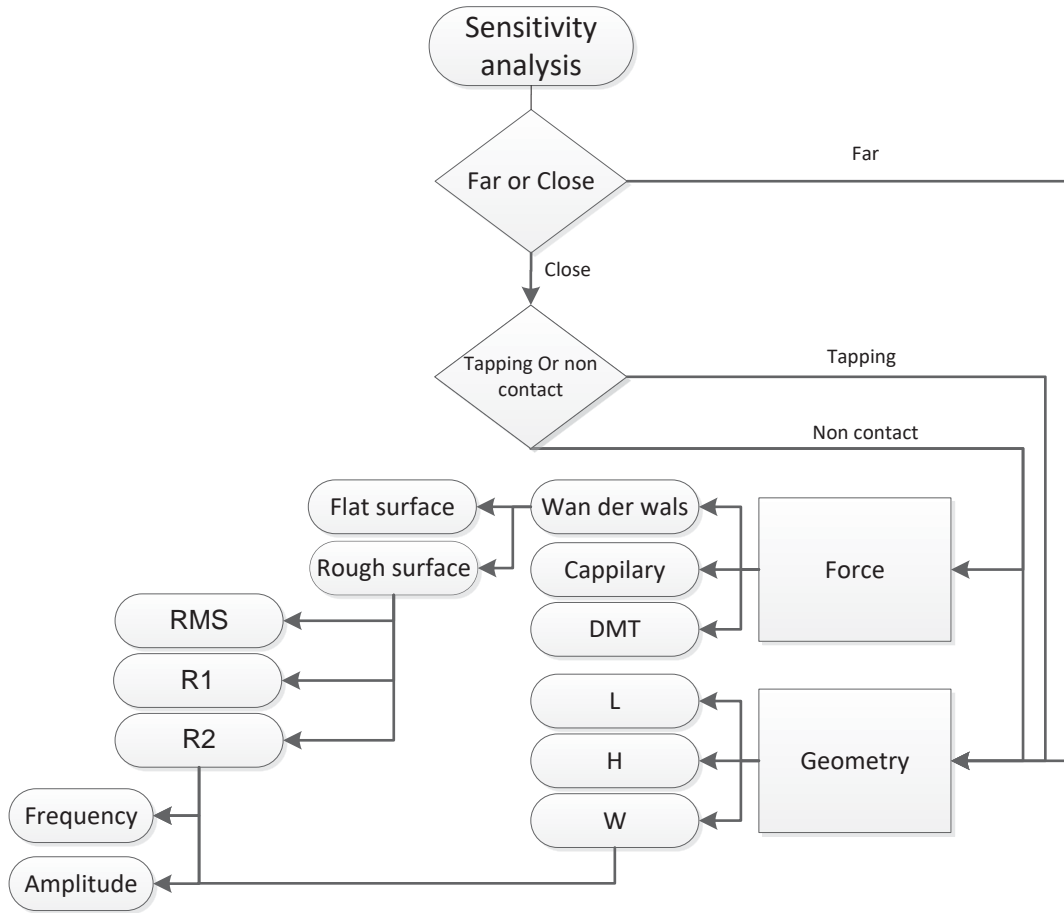 Sensitivity
analysis
Far
Far or Close
Close
Tapping
Tapping Or non
contact
Non contact
Flat surface
Wan der wals
Rough surface
Cappilary
Force
RMS
DMT
R1
L
R2
H
Geometry
Frequency
W
Amplitude